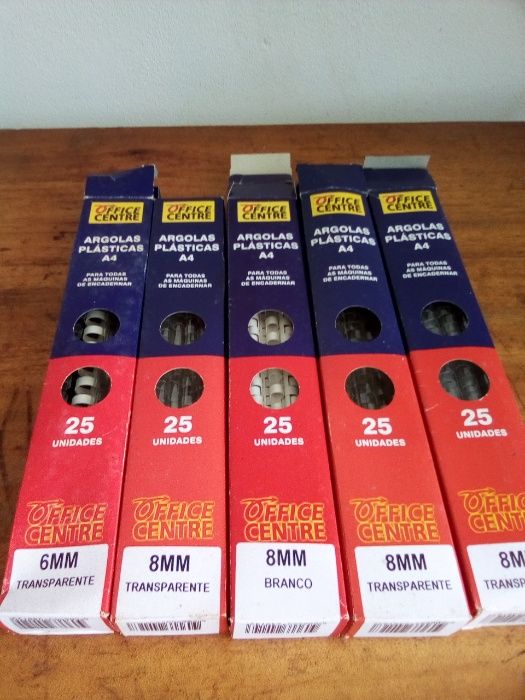 OFFICE
CENTRE
ARGOLAS
PLÁSTICAS
A4
PARA TODAS
AS MÁQUINAS
DE ENCADERNAR
25
UNIDADES
OFFICE
CENTRE
6MM
TRANSPARENTE
OFFICE
CENTRE
ARGOLAS
PLÁSTICAS
A4
PARA TODAS
AS MÁQUINAS
DE ENCADERNAR
25
UNIDADES
OFFICE
CENTRE
8MM
TRANSPARENTE
OFFICE
CENTRE
ARGOLAS
PLÁSTICAS
A4
PARA TODAS
AS MÁQUINAS
DE ENCADERNAR
25
UNIDADES
OFFICE
CENTRE
8MM
BRANCO
OFFICE
CENTRE
ARGOLAS
PLÁSTICAS
A4
PARA TODAS
AS MÁQUINAS
DE ENCADERNAR
25
UNIDADES
OFFICE
CENTRE
8MM
TRANSPARENTE
OFFICE
CENTRE
ARGOLAS
PLÁSTICAS
A4
PARA TODAS
AS MÁQUINAS
DE ENCADERNAR
25
UNIDADES